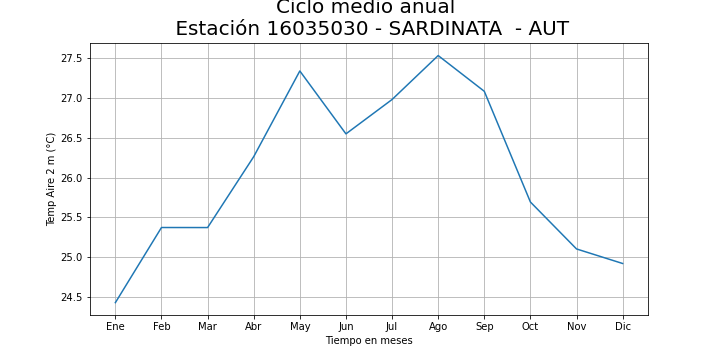 Ciclo medio anual
Estación 16035030 - SARDINATA - AUT
Temp Aire 2 m (°C)
27.5
27.0
26.5
26.0
25.5
25.0
24.5
Ene Feb Mar Abr May Jun Jul Ago Sep Oct Nov Dic
Tiempo en meses